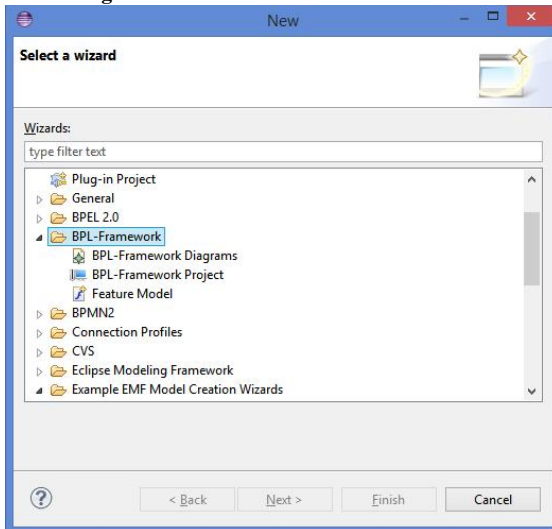 New
Select a wizard
Wizards:
type filter text
Plug-in Project
General
BPEL 2.0
BPL-Framework
BPL-Framework Diagrams
BPL-Framework Project
Feature Model
BPMN2
Connection Profiles
CVS
Eclipse Modeling Framework
Example EMF Model Creation Wizards
? < Back Next > Finish Cancel